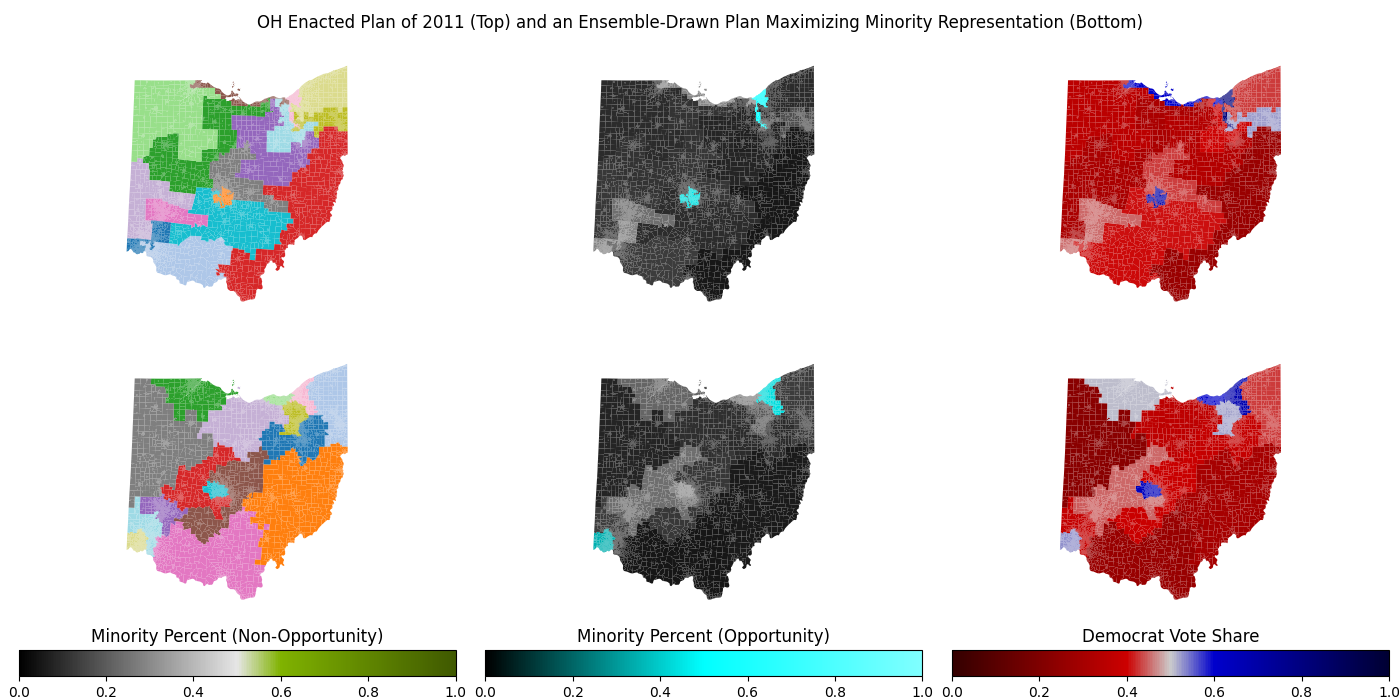 OH Enacted Plan of 2011 (Top) and an Ensemble-Drawn Plan Maximizing Minority Representation (Bottom)
Minority Percent (Non-Opportunity)
0.0 0.2 0.4 0.6 0.8 1.0
Minority Percent (Opportunity)
0.0 0.2 0.4 0.6 0.8 1.0
Democrat Vote Share
0.0 0.2 0.4 0.6 0.8 1.0